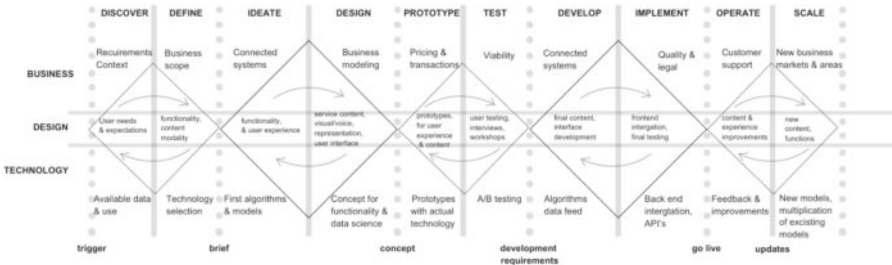 DISCOVER DEFINE IDEATE DESIGN PROTOTYPE TEST DEVELOP IMPLEMENT OPERATE SCALE
BUSINESS
Recuirements
Context
Business
scope
Connected
systems
Business
modeling
Pricing &
transactions
Viability
Connected
systems
Quality &
legal
Customer
support
New business
markets & areas
DESIGN
User needs
& expectations
functionality,
content
modality
functionality,
& user experience
service content,
visual/voice,
representation,
user interface
prototypes,
for user
experience
& content
user testing,
interviews,
workshops
final content,
interface
development
frontend
intergation,
final testing
content &
experience
improvements
new
content,
functions
TECHNOLOGY
Available data
& use
Technology
selection
First algorithms
& models
Concept for
functionality &
data science
Prototypes
with actual
technology
A/B testing
Algorithms
data feed
Back end
intergtation,
API's
Feedback &
improvements
New models,
multiplication
of excisting
models
trigger
brief
concept
development
requirements
go live
updates